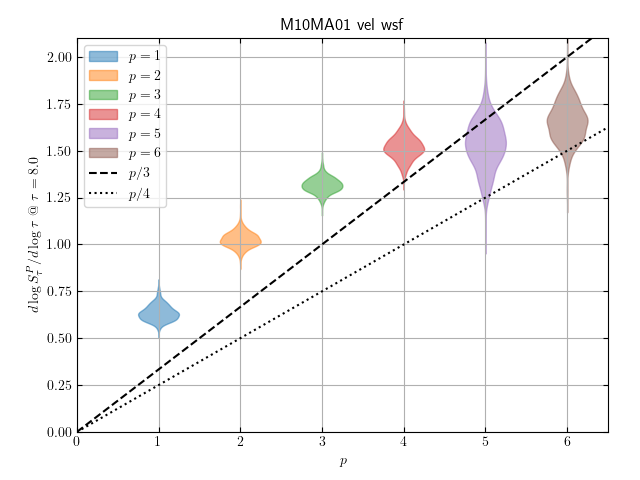 M10MA01 vel wsf
2.00
1.75
1.50
1.25
1.00
0.75
0.50
0.25
0.00
d log S_τ^P / d log τ @ τ = 8.0
p = 1
p = 2
p = 3
p = 4
p = 5
p = 6
p/3
p/4
0 1 2 3 4 5 6
p